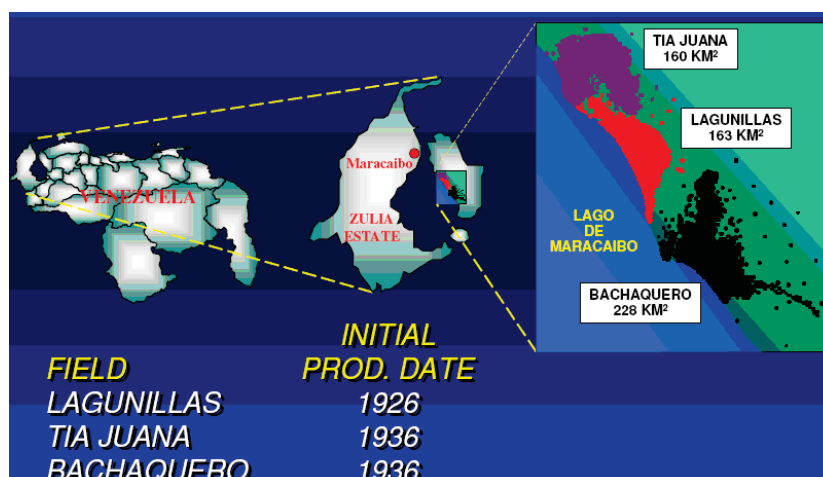 TIA JUANA
160 KM²
LAGUNILLAS
163 KM²
Maracaibo
VENEZUELA
ZULIA
ESTATE
LAGO
DE
MARACAIBO
BACHAQUERO
228 KM²
INITIAL
FIELD PROD. DATE
LAGUNILLAS 1926
TIA JUANA 1936
BACHAQUERO 1936